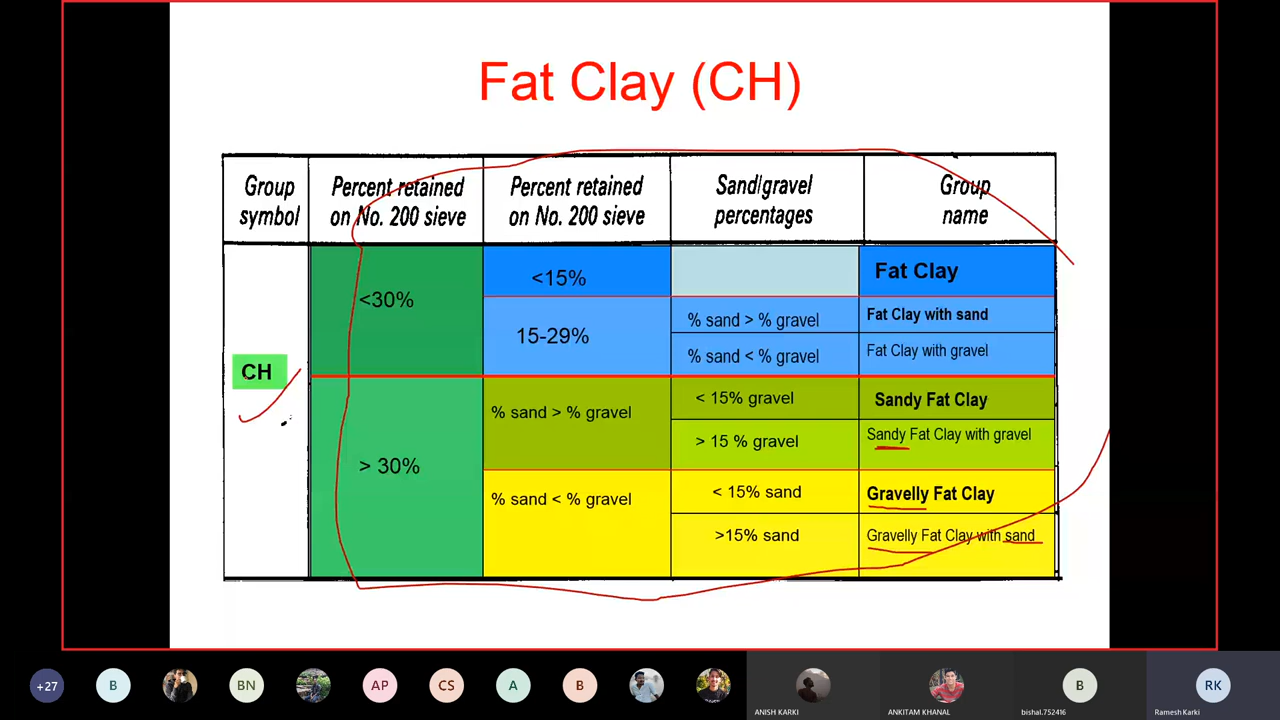 Fat Clay (CH)
Group symbol
Percent retained on No. 200 sieve
Percent retained on No. 200 sieve
Sand/gravel percentages
Group name
CH
<30%
<15%
Fat Clay
15-29%
% sand > % gravel
Fat Clay with sand
% sand < % gravel
Fat Clay with gravel
> 30%
% sand > % gravel
< 15% gravel
Sandy Fat Clay
> 15 % gravel
Sandy Fat Clay with gravel
% sand < % gravel
< 15% sand
Gravelly Fat Clay
>15% sand
Gravelly Fat Clay with sand
+27
B
BN
AP
CS
A
B
B
RK
ANISH KARKI
ANKITAM KHANAL
bishal.752416
Ramesh Karki